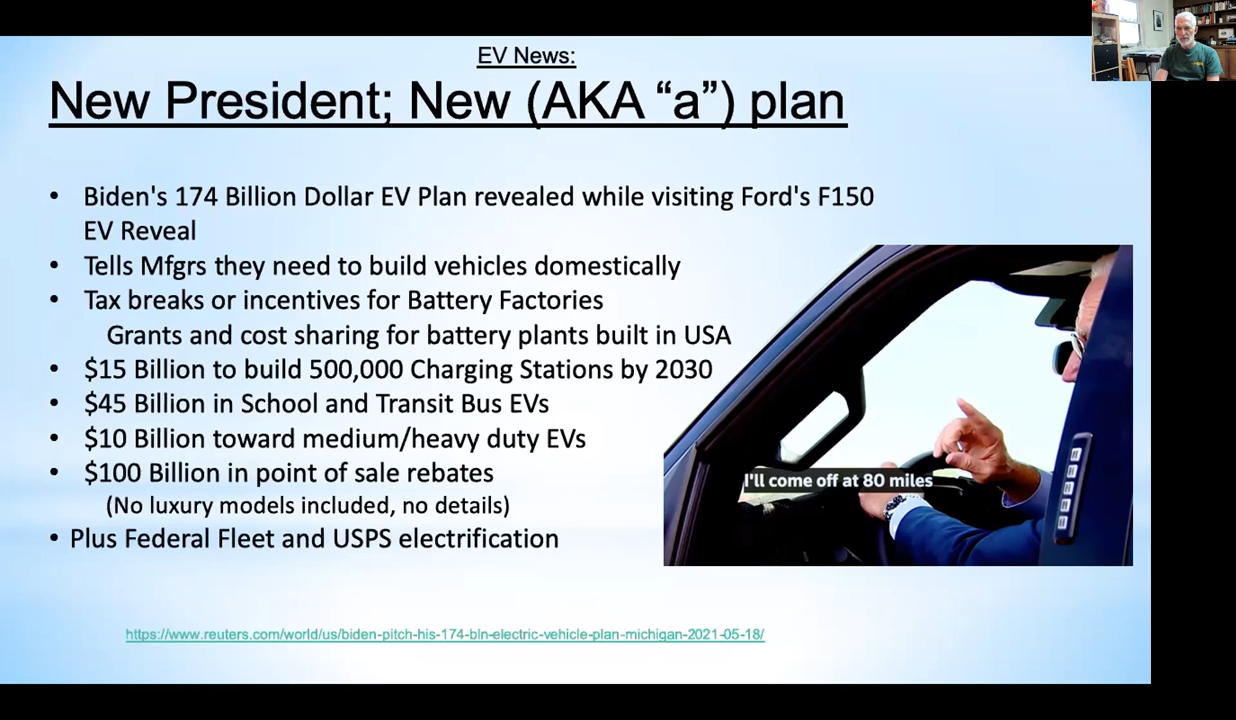 EV News:
New President; New (AKA “a”) plan
• Biden's 174 Billion Dollar EV Plan revealed while visiting Ford's F150
EV Reveal
• Tells Mfgrs they need to build vehicles domestically
• Tax breaks or incentives for Battery Factories
Grants and cost sharing for battery plants built in USA
• $15 Billion to build 500,000 Charging Stations by 2030
• $45 Billion in School and Transit Bus EVs
• $10 Billion toward medium/heavy duty EVs
• $100 Billion in point of sale rebates
(No luxury models included, no details)
• Plus Federal Fleet and USPS electrification
I'll come off at 80 miles
https://www.reuters.com/world/us/biden-pitch-his-174-bln-electric-vehicle-plan-michigan-2021-05-18/